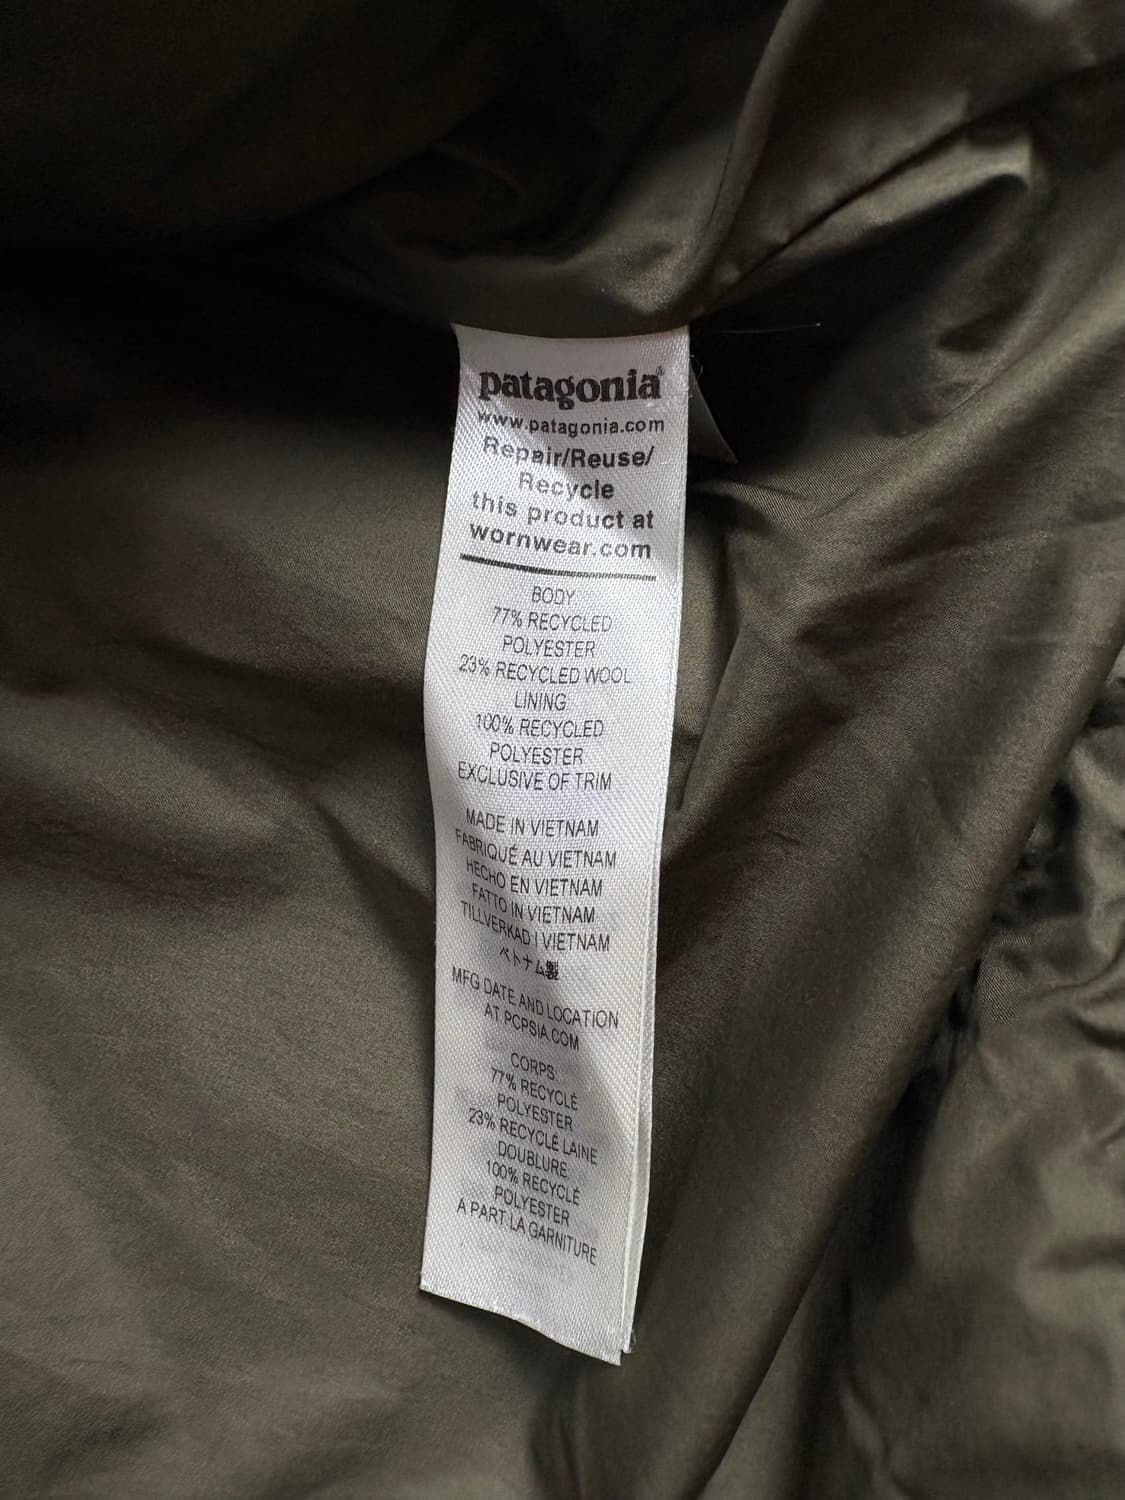 patagonia®
www.patagonia.com
Repair/Reuse/
Recycle
this product at
wornwear.com
BODY
77% RECYCLED
POLYESTER
23% RECYCLED WOOL
LINING
100% RECYCLED
POLYESTER
EXCLUSIVE OF TRIM
MADE IN VIETNAM
FABRIQUÉ AU VIETNAM
HECHO EN VIETNAM
FATTO IN VIETNAM
TILLVERKAD I VIETNAM
ベトナム製
MFG DATE AND LOCATION
AT PCPSIA.COM
CORPS
77% RECYCLÉ
POLYESTER
23% RECYCLÉ LAINE
DOUBLURE
100% RECYCLÉ
POLYESTER
A PART LA GARNITURE